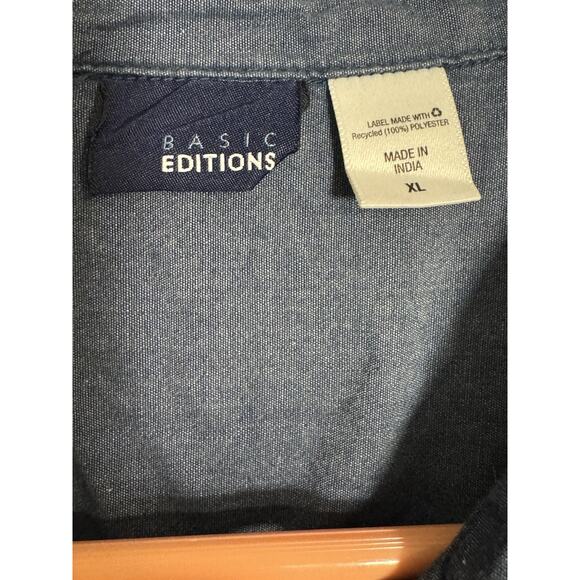 BASIC
EDITIONS
LABEL MADE WITH ♻
Recycled (100%) POLYESTER
MADE IN
INDIA
XL